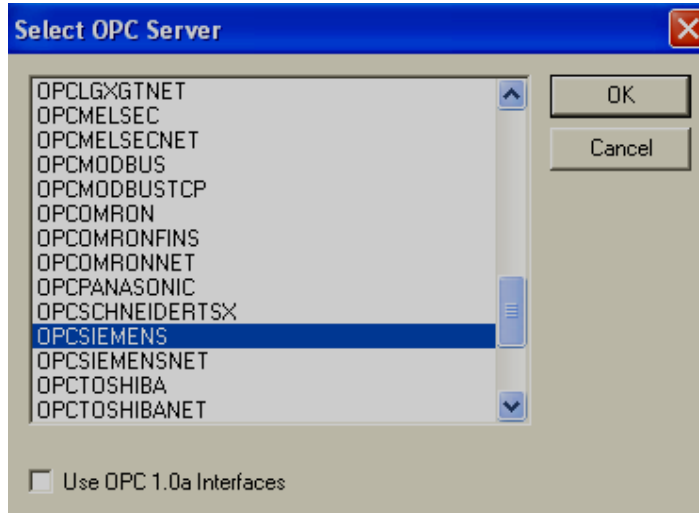 Select OPC Server
OPCLGXGTNET
OPCMELSEC
OPCMELSECNET
OPCMODBUS
OPCMODBUSTCP
OPCOMRON
OPCOMRONFINS
OPCOMRONNET
OPCPANASONIC
OPCSCHNEIDERTSX
OPCSIEMENS
OPCSIEMENSNET
OPCTOSHIBA
OPCTOSHIBANET
OK
Cancel
Use OPC 1.0a Interfaces